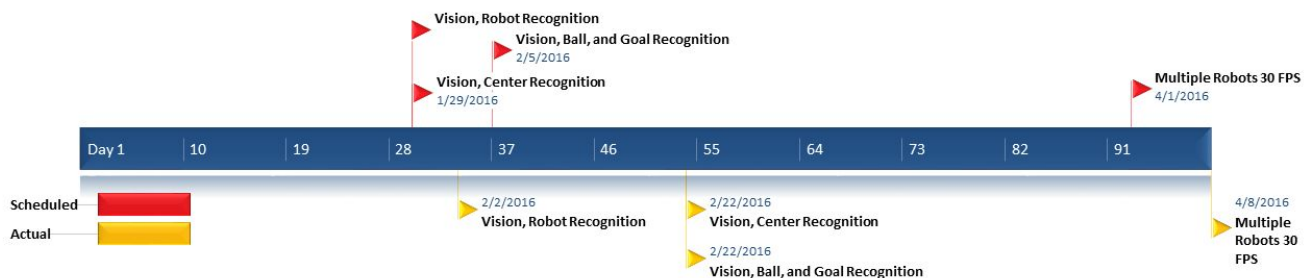 Vision, Robot Recognition
Vision, Ball, and Goal Recognition
2/5/2016
Vision, Center Recognition
1/29/2016
Multiple Robots 30 FPS
4/1/2016
Day 1 10 19 28 37 46 55 64 73 82 91
Scheduled
Actual
2/2/2016
Vision, Robot Recognition
2/22/2016
Vision, Center Recognition
2/22/2016
Vision, Ball, and Goal Recognition
4/8/2016
Multiple
Robots 30
FPS